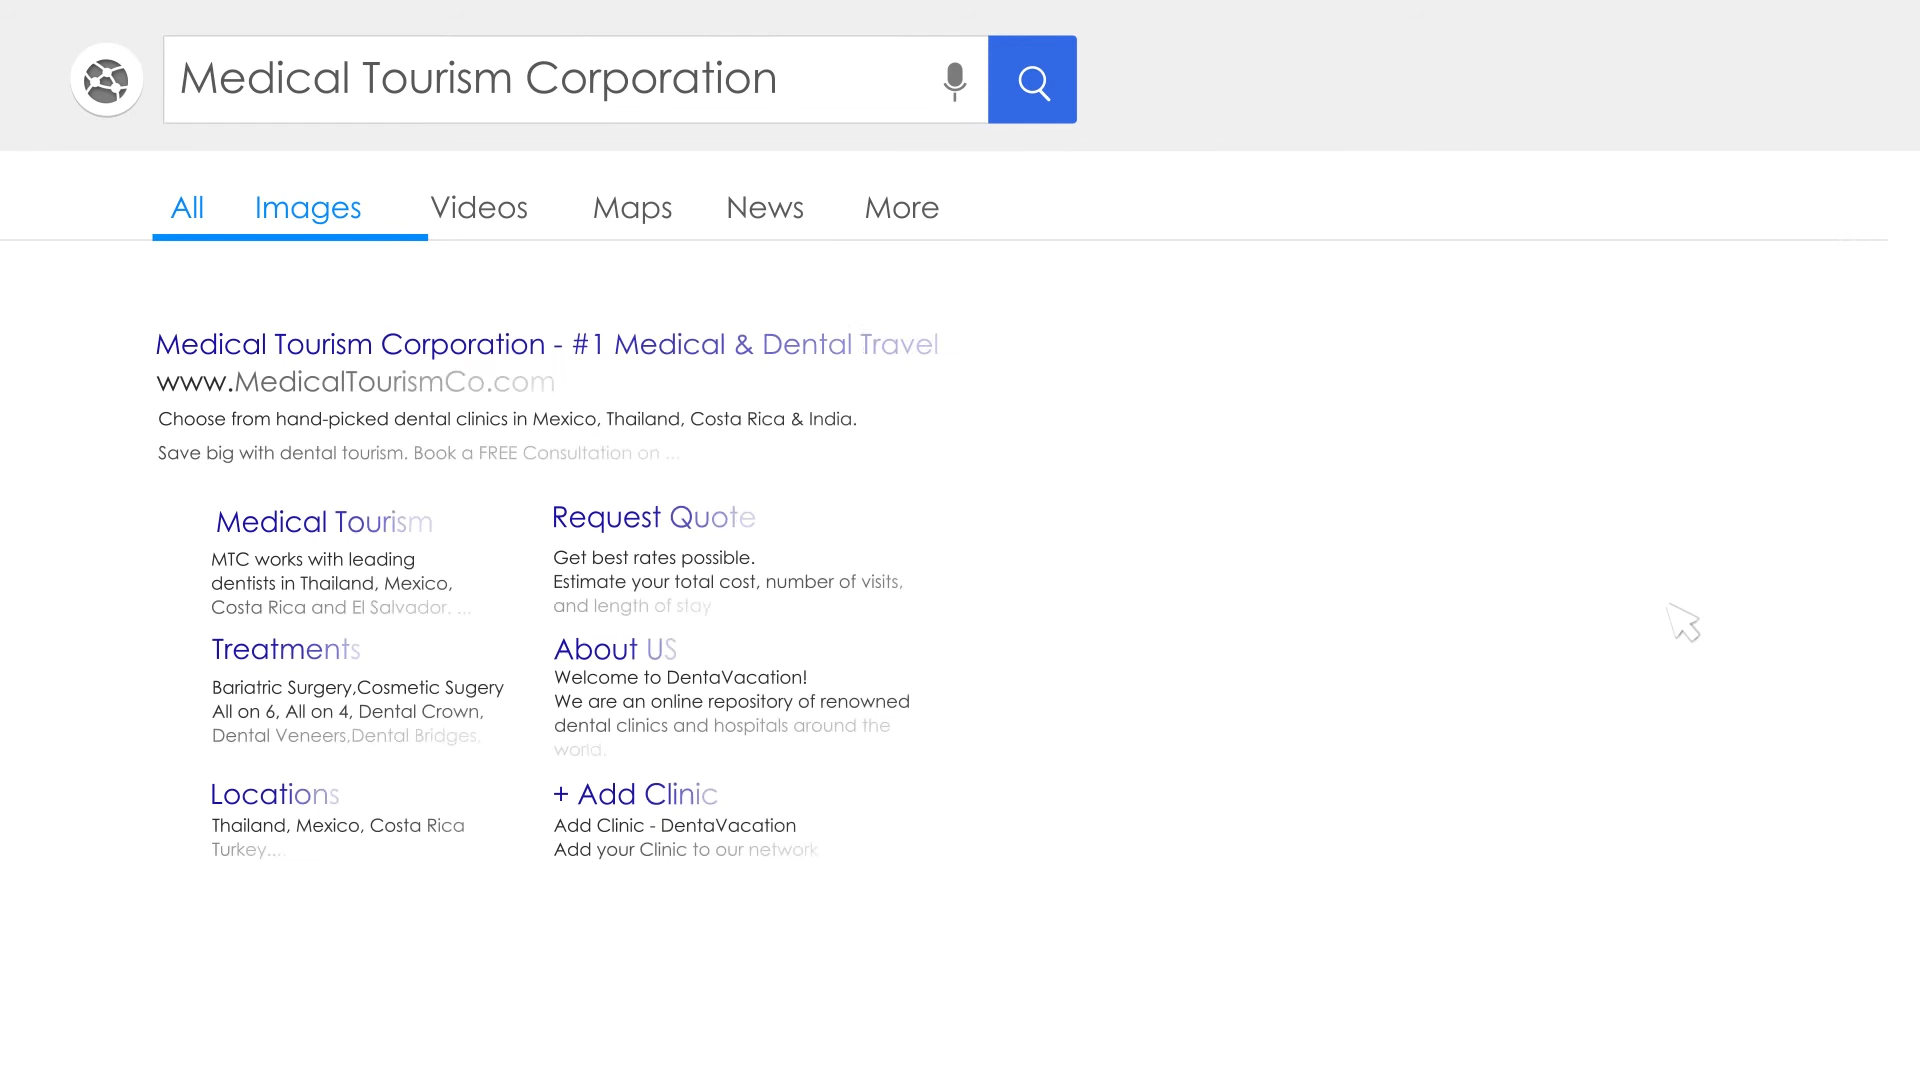 Medical Tourism Corporation
All Images Videos Maps News More
Medical Tourism Corporation - #1 Medical & Dental Travel
www.MedicalTourismCo.com
Choose from hand-picked dental clinics in Mexico, Thailand, Costa Rica & India.
Save big with dental tourism. Book a FREE Consultation on ...
Medical Tourism
MTC works with leading
dentists in Thailand, Mexico,
Costa Rica and El Salvador. ...
Request Quote
Get best rates possible.
Estimate your total cost, number of visits,
and length of stay
Treatments
Bariatric Surgery,Cosmetic Sugery
All on 6, All on 4, Dental Crown,
Dental Veneers,Dental Bridges,
About US
Welcome to DentaVacation!
We are an online repository of renowned
dental clinics and hospitals around the
world.
Locations
Thailand, Mexico, Costa Rica
Turkey....
+ Add Clinic
Add Clinic - DentaVacation
Add your Clinic to our network